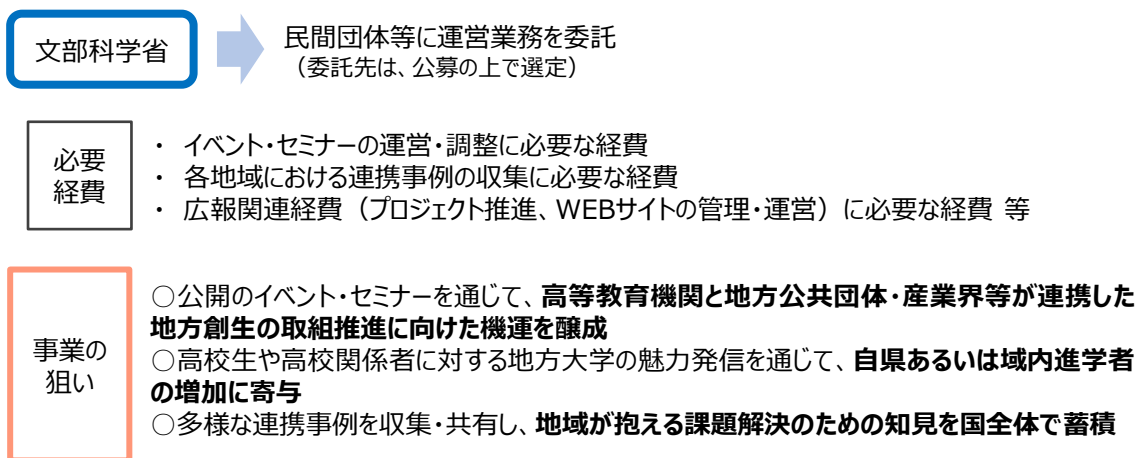 文部科学省
民間団体等に運営業務を委託
（委託先は、公募の上で選定）
必要
経費
・ イベント・セミナーの運営・調整に必要な経費
・ 各地域における連携事例の収集に必要な経費
・ 広報関連経費（プロジェクト推進、WEBサイトの管理・運営）に必要な経費 等
事業の
狙い
○公開のイベント・セミナーを通じて、高等教育機関と地方公共団体・産業界等が連携した
地方創生の取組推進に向けた機運を醸成
○高校生や高校関係者に対する地方大学の魅力発信を通じて、自県あるいは域内進学者
の増加に寄与
○多様な連携事例を収集・共有し、地域が抱える課題解決のための知見を国全体で蓄積